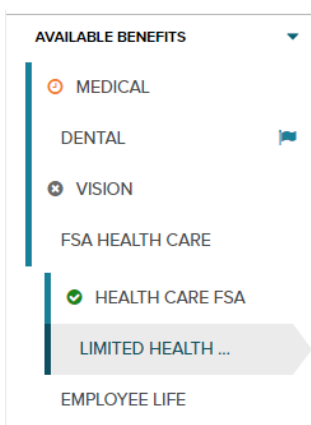 AVAILABLE BENEFITS
MEDICAL
DENTAL
VISION
FSA HEALTH CARE
HEALTH CARE FSA
LIMITED HEALTH ...
EMPLOYEE LIFE